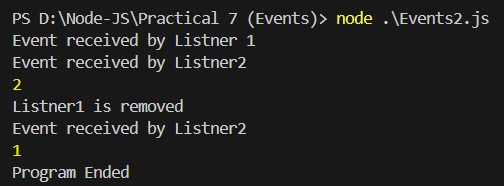 PS D:\Node-JS\Practical 7 (Events)> node .\Events2.js
Event received by Listner 1
Event received by Listner2
2
Listner1 is removed
Event received by Listner2
1
Program Ended